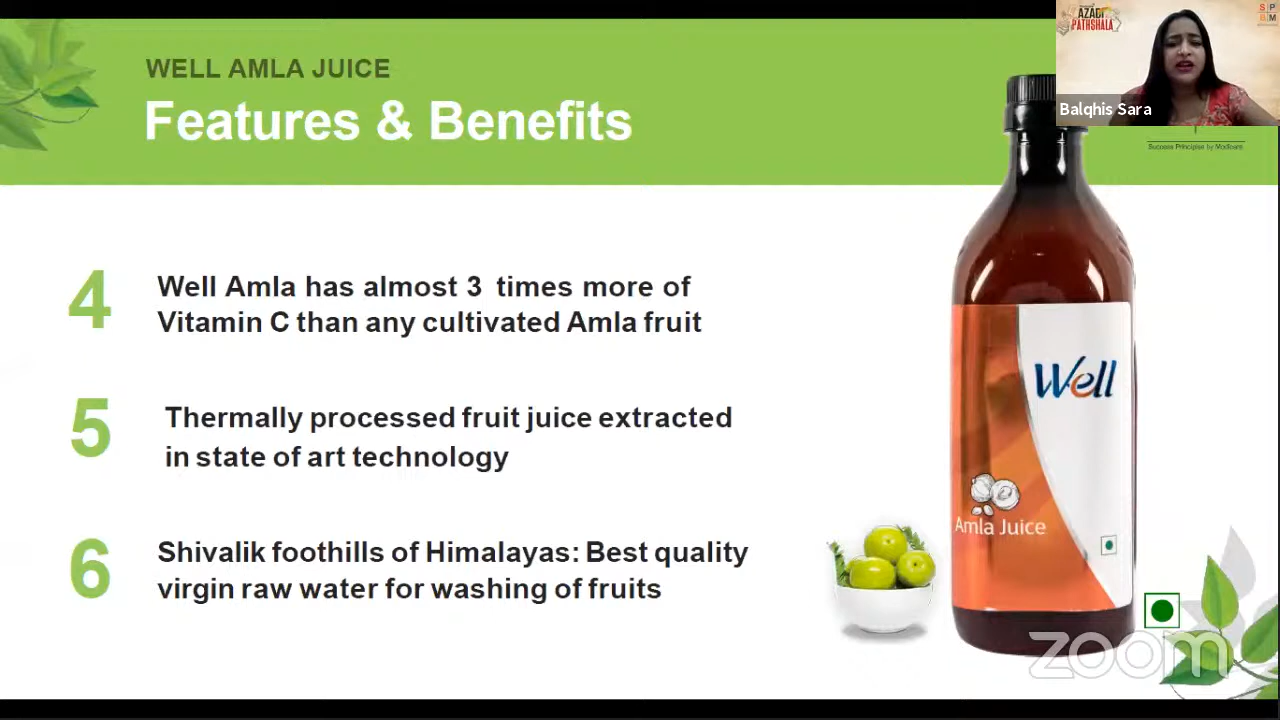 WELL AMLA JUICE
Features & Benefits
AZADI
PATHSHALA
S P
B M
Balqhis Sara
Success Principles by Modicare
4
Well Amla has almost 3 times more of
Vitamin C than any cultivated Amla fruit
5
Thermally processed fruit juice extracted
in state of art technology
6
Shivalik foothills of Himalayas: Best quality
virgin raw water for washing of fruits
Well
Amla Juice
zoom